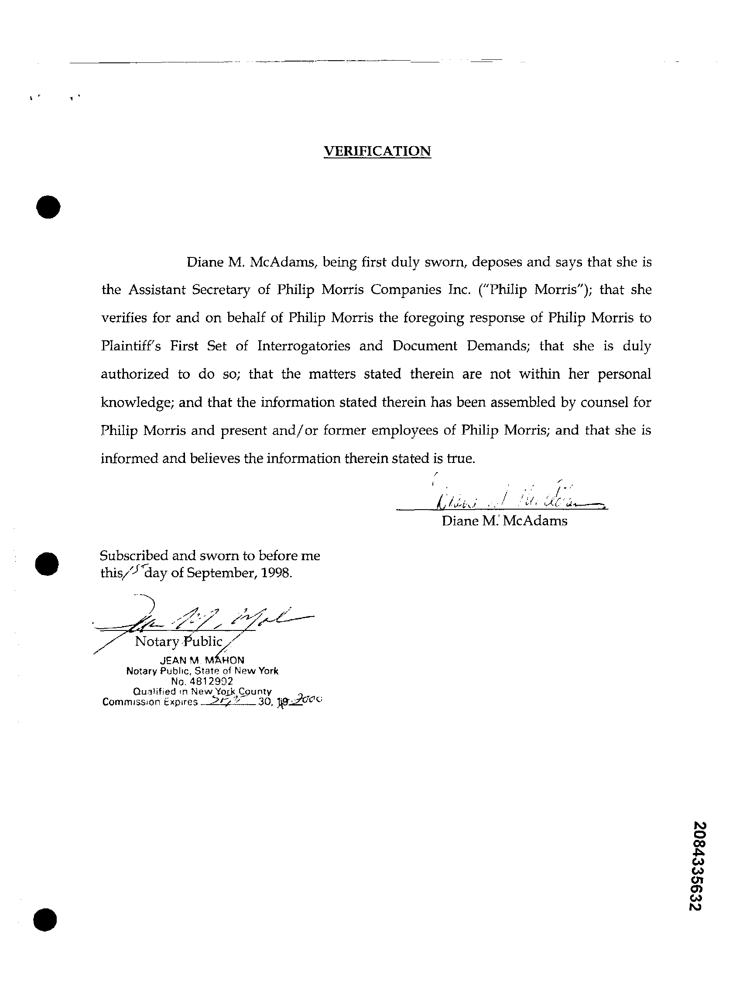 VERIFICATION
Diane M. McAdams, being first duly sworn, deposes and says that she is
the Assistant Secretary of Philip Morris Companies Inc. ("Philip Morris"); that she
verifies for and on behalf of Philip Morris the foregoing response of Philip Morris to
Plaintiff's First Set of Interrogatories and Document Demands; that she is duly
authorized to do so; that the matters stated therein are not within her personal
knowledge; and that the information stated therein has been assembled by counsel for
Philip Morris and present and/or former employees of Philip Morris; and that she is
informed and believes the information therein stated is true.
Diane M. McAdams
Subscribed and sworn to before me
this day of September, 1998.
Notary Public
JEAN M MAHON
Notary Public, State of New York
No. 4812992
Qualified in New York County
Commission Expires 30, 19 2000
2084335632